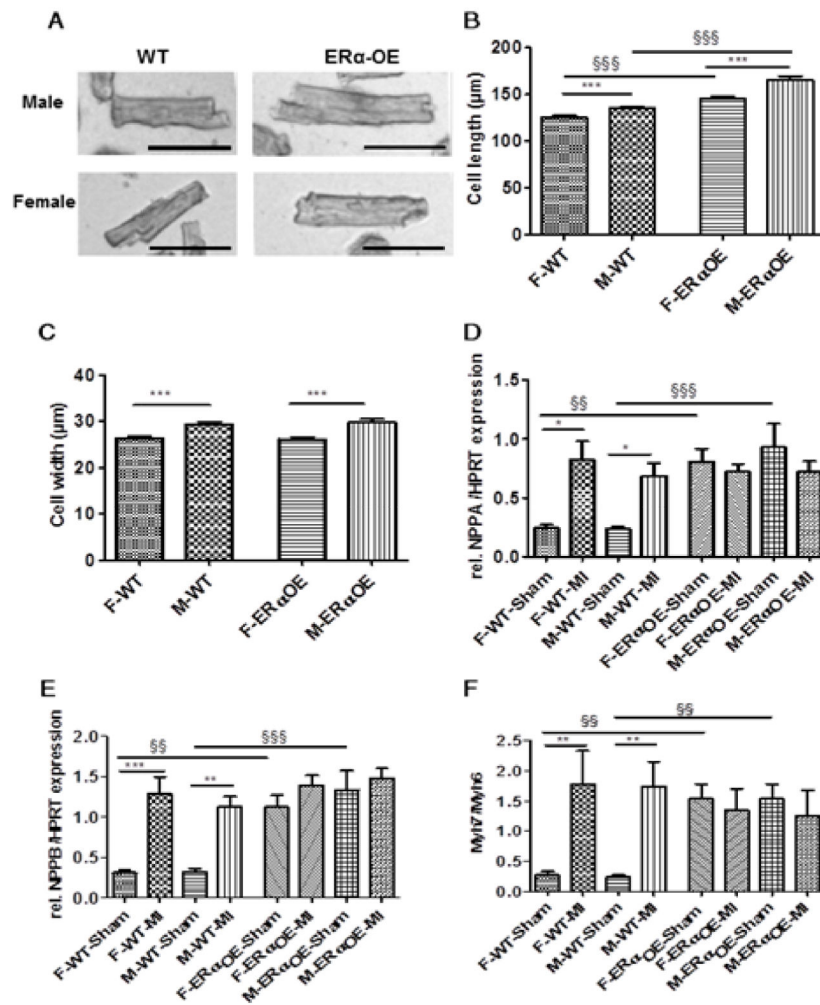 A
WT
ERα-OE
Male
Female
B
Cell length (µm)
200
150
100
50
0
§§§
§§§
***
***
F-WT
M-WT
F-ERαOE
M-ERαOE
C
Cell width (µm)
40
30
20
10
0
***
***
F-WT
M-WT
F-ERαOE
M-ERαOE
D
rel. NPPA /HPRT expression
1.5
1.0
0.5
0.0
§§§
§§
*
*
F-WT-Sham
F-WT-MI
M-WT-Sham
M-WT-MI
F-ERαOE-Sham
F-ERαOE-MI
M-ERαOE-Sham
M-ERαOE-MI
E
rel. NPPB /HPRT expression
2.0
1.5
1.0
0.5
0.0
§§
§§§
***
**
F-WT-Sham
F-WT-MI
M-WT-Sham
M-WT-MI
F-ERαOE-Sham
F-ERαOE-MI
M-ERαOE-Sham
M-ERαOE-MI
F
Myh7/Myh6
2.5
2.0
1.5
1.0
0.5
0.0
§§
§§
**
**
F-WT-Sham
F-WT-MI
M-WT-Sham
M-WT-MI
F-ERαOE-Sham
F-ERαOE-MI
M-ERαOE-Sham
M-ERαOE-MI